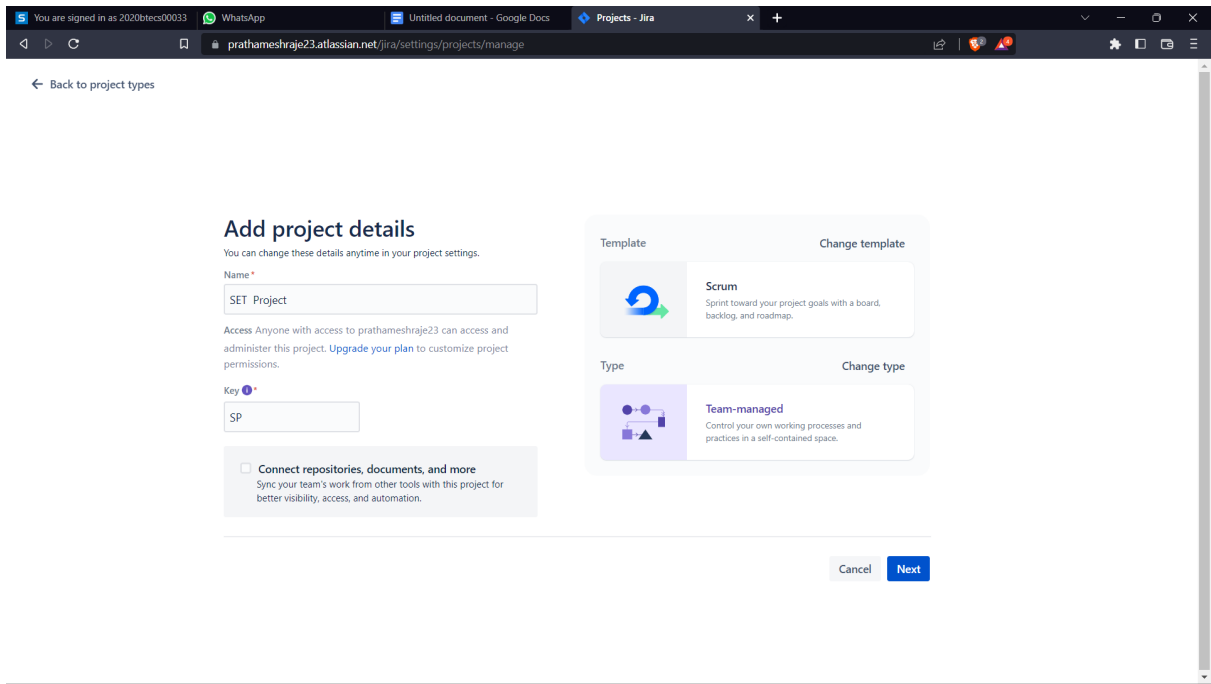 You are signed in as 2020btecs00033
WhatsApp
Untitled document - Google Docs
Projects - Jira
prathameshraje23.atlassian.net/jira/settings/projects/manage
2
4
Back to project types
Add project details
You can change these details anytime in your project settings.
Name *
SET  Project
Access Anyone with access to prathameshraje23 can access and
administer this project. Upgrade your plan to customize project
permissions.
Key i *
SP
Connect repositories, documents, and more
Sync your team's work from other tools with this project for
better visibility, access, and automation.
Template
Change template
Scrum
Sprint toward your project goals with a board,
backlog, and roadmap.
Type
Change type
Team-managed
Control your own working processes and
practices in a self-contained space.
Cancel
Next